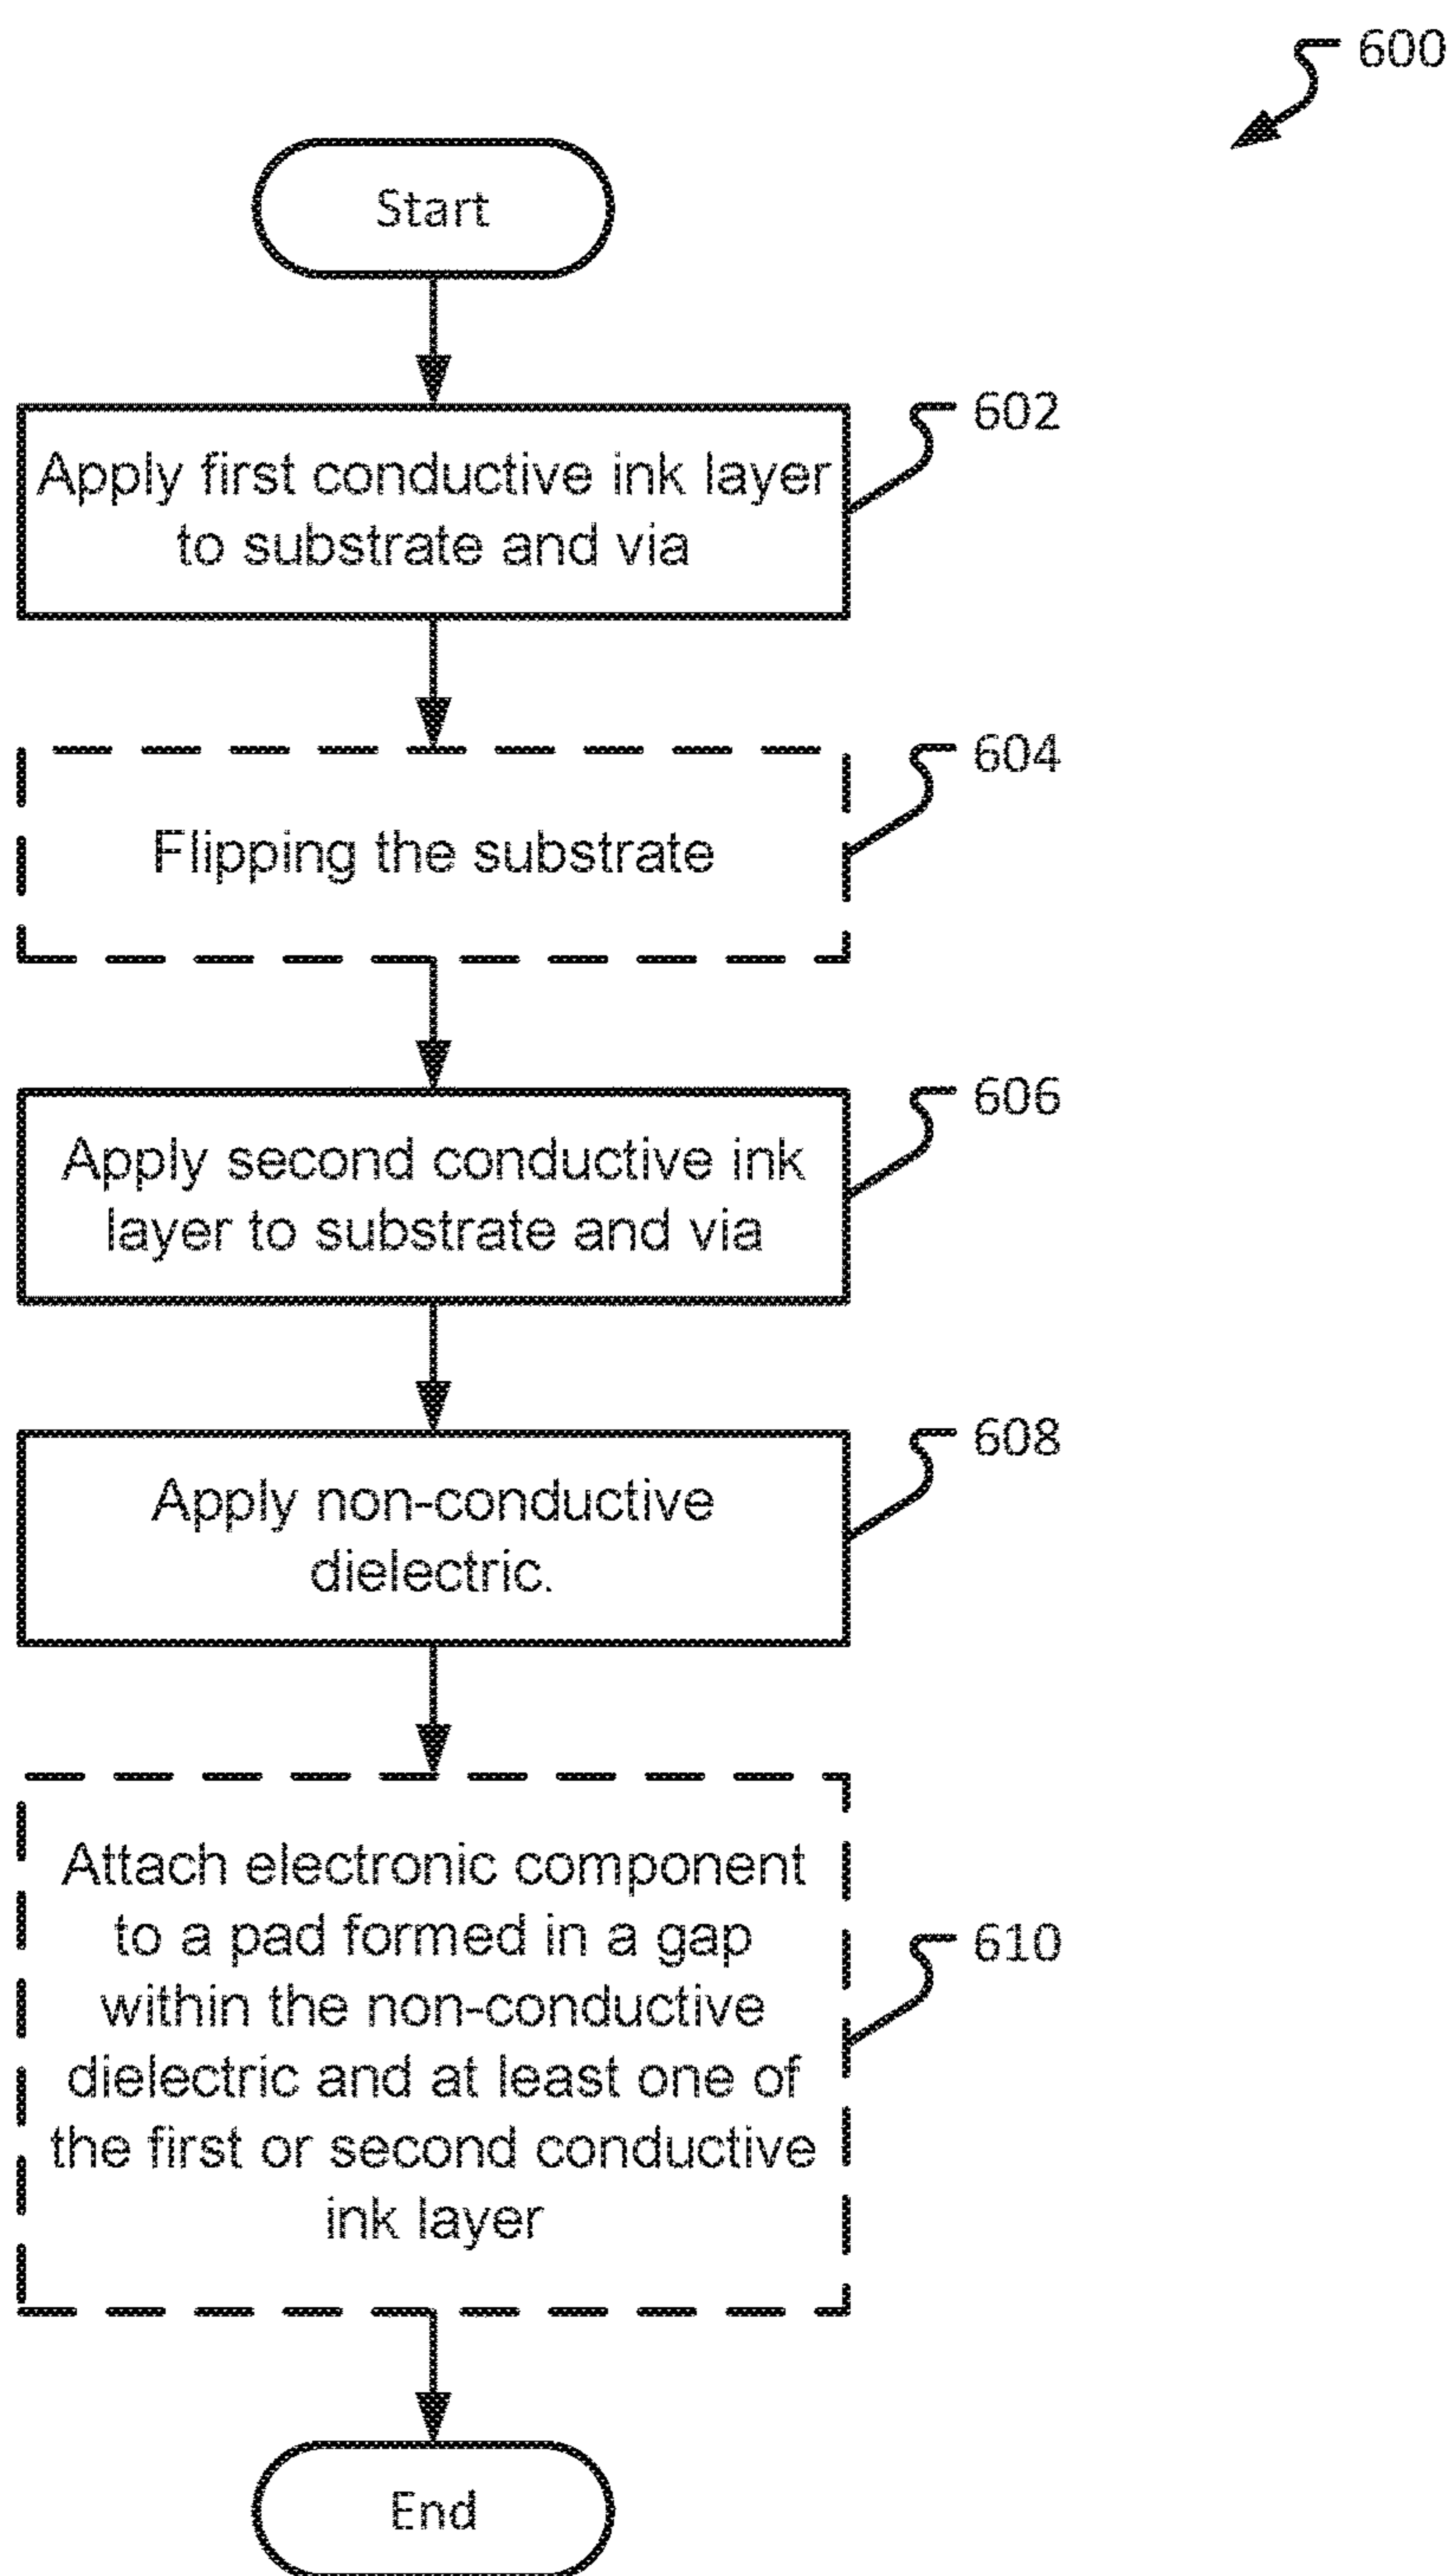 600
Start
602
Apply first conductive ink layer
to substrate and via
604
Flipping the substrate
606
Apply second conductive ink
layer to substrate and via
608
Apply non-conductive
dielectric.
Attach electronic component
to a pad formed in a gap
610
within the non-conductive
dielectric and at least one of
the first or second conductive
ink layer
End